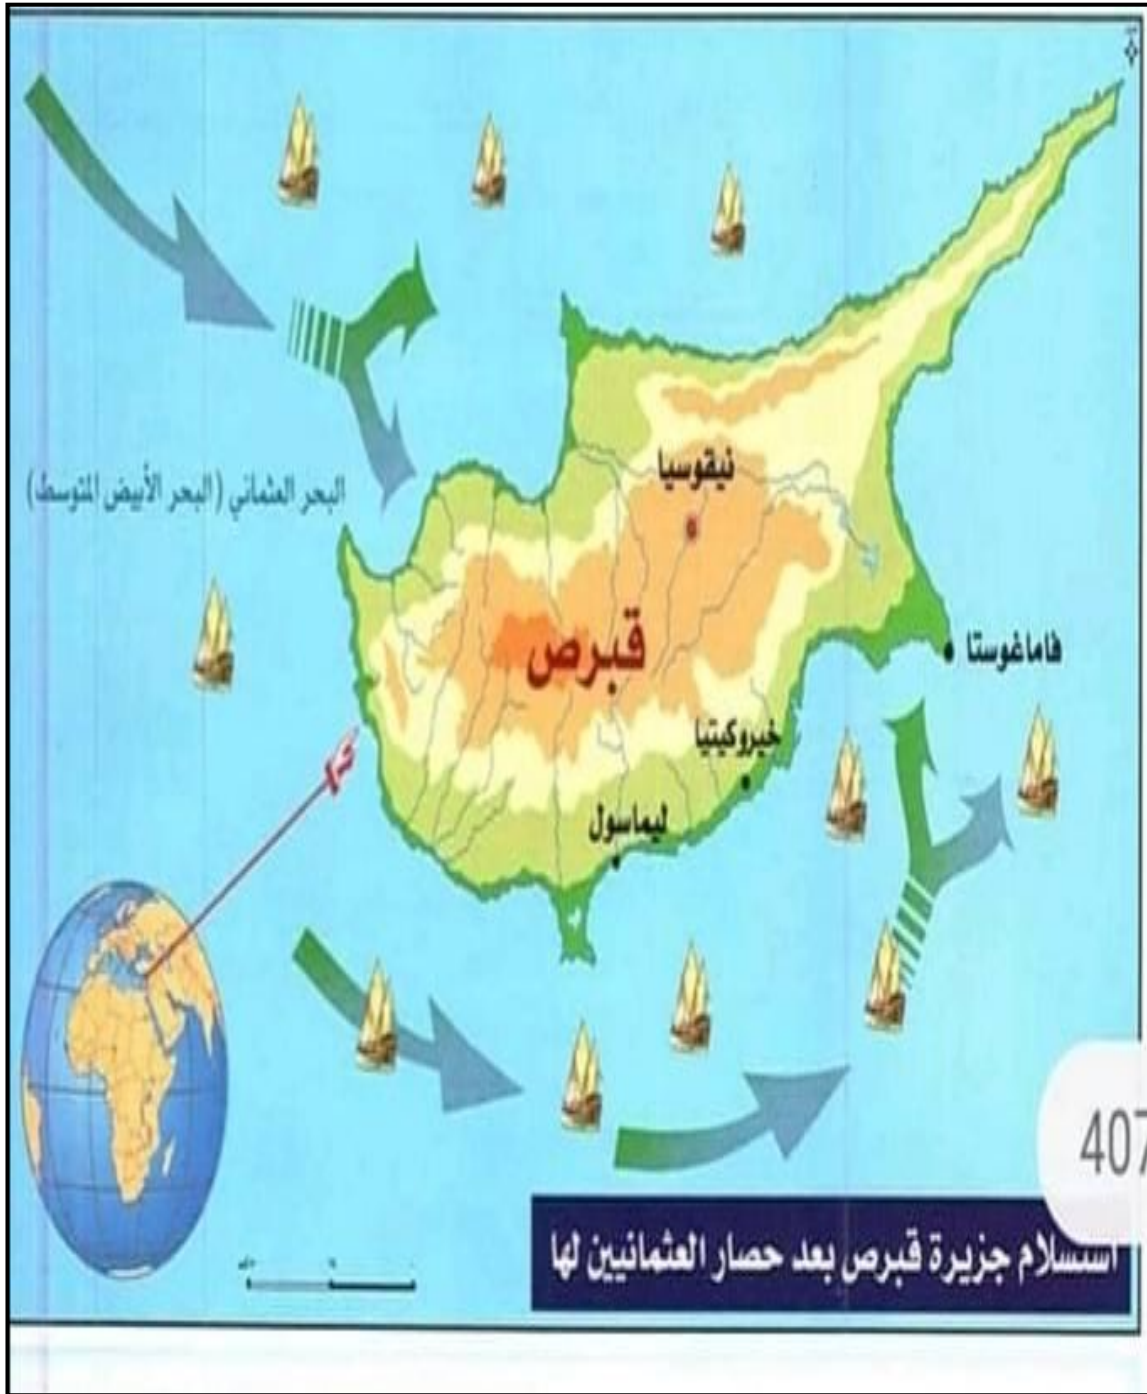 البحر العثماني (البحر الأبيض المتوسط)
نيقوسيا
قبرص
فاماغوستا
خيروكيتيا
ليماسول
407
استسلام جزيرة قبرص بعد حصار العثمانيين لها